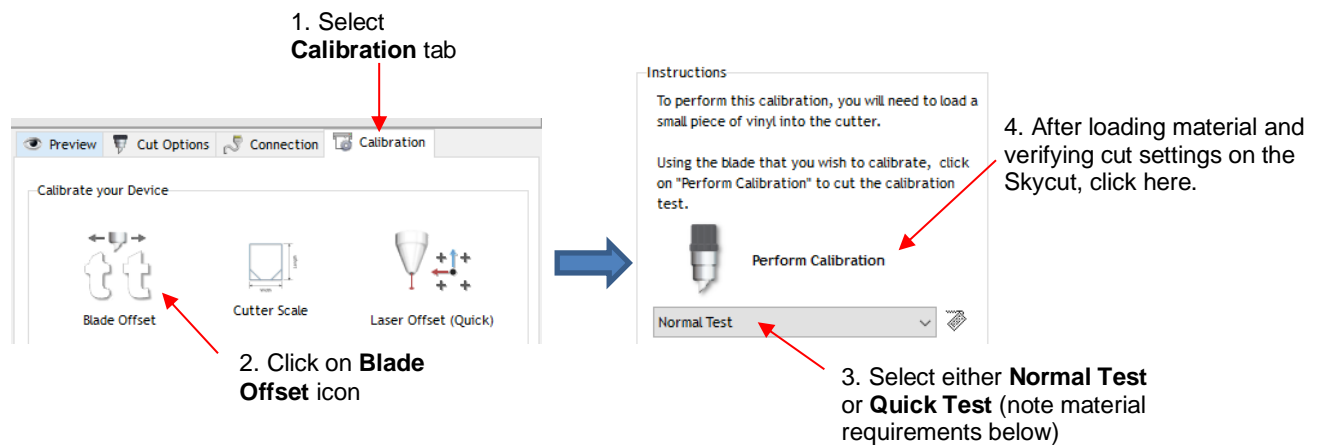 1. Select
Calibration tab
Preview Cut Options Connection Calibration
Calibrate your Device
Blade Offset
Cutter Scale
Laser Offset (Quick)
2. Click on Blade
Offset icon
Instructions
To perform this calibration, you will need to load a
small piece of vinyl into the cutter.
Using the blade that you wish to calibrate, click
on "Perform Calibration" to cut the calibration
test.
Perform Calibration
Normal Test
4. After loading material and
verifying cut settings on the
Skycut, click here.
3. Select either Normal Test
or Quick Test (note material
requirements below)